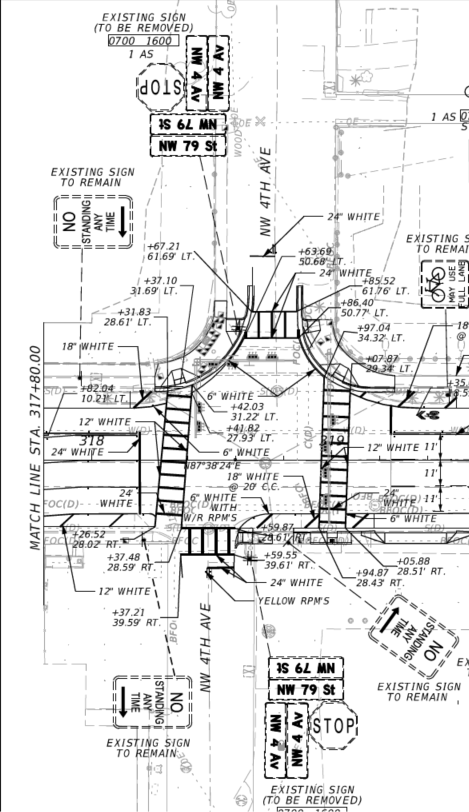 EXISTING SIGN
(TO BE REMOVED)
0700 1600
1 AS
STOP
NW 4 Av
NW 4 Av
NW 79 St
NW 79 St
EXISTING SIGN
TO REMAIN
NO
STANDING
ANY
TIME
NW 4TH AVE
1 AS
24" WHITE
EXISTING S
TO REMA
MAY USE
FULL LANE
+67.21
61.69' LT.
+63.69
50.68' LT.
24" WHITE
+37.10
31.69' LT.
+85.52
61.76' LT.
+86.40
50.77' LT.
+31.83
28.61' LT.
+97.04
34.32' LT.
18" WHITE
+07.87
29.34' LT.
+82.04
10.21' LT.
6" WHITE
+42.03
31.22' LT.
+41.82
27.93' LT.
12" WHITE
318
24" WHITE
6" WHITE
319
12" WHITE
11'
N87°38'24"E
18" WHITE
@ 20' C.C.
24"
WHITE
11'
24"
WHITE
6" WHITE
WITH
W/R RPM'S
11'
6" WHITE
MATCH LINE STA. 317+80.00
+26.52
28.02' RT.
+59.87
28.61' RT.
+37.48
28.59' RT.
+59.55
39.61' RT.
+05.88
28.51' RT.
+94.87
28.43' RT.
12" WHITE
24" WHITE
+37.21
39.59' RT.
YELLOW RPM'S
NW 4TH AVE
NO
STANDING
ANY
TIME
EXISTING SIGN
TO REMAIN
NO
STANDING
ANY
TIME
EXISTING SIGN
TO REMAIN
NW 79 St
NW 79 St
NW 4 Av
NW 4 Av
STOP
EXISTING SIGN
(TO BE REMOVED)
0700 1600